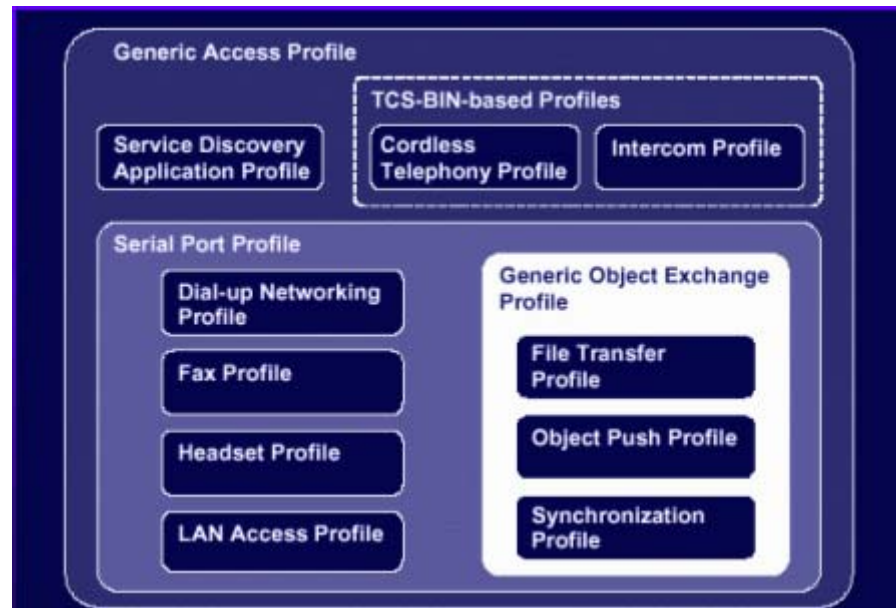 Generic Access Profile
TCS-BIN-based Profiles
Service Discovery
Application Profile
Cordless
Telephony Profile
Intercom Profile
Serial Port Profile
Dial-up Networking
Profile
Fax Profile
Headset Profile
LAN Access Profile
Generic Object Exchange
Profile
File Transfer
Profile
Object Push Profile
Synchronization
Profile